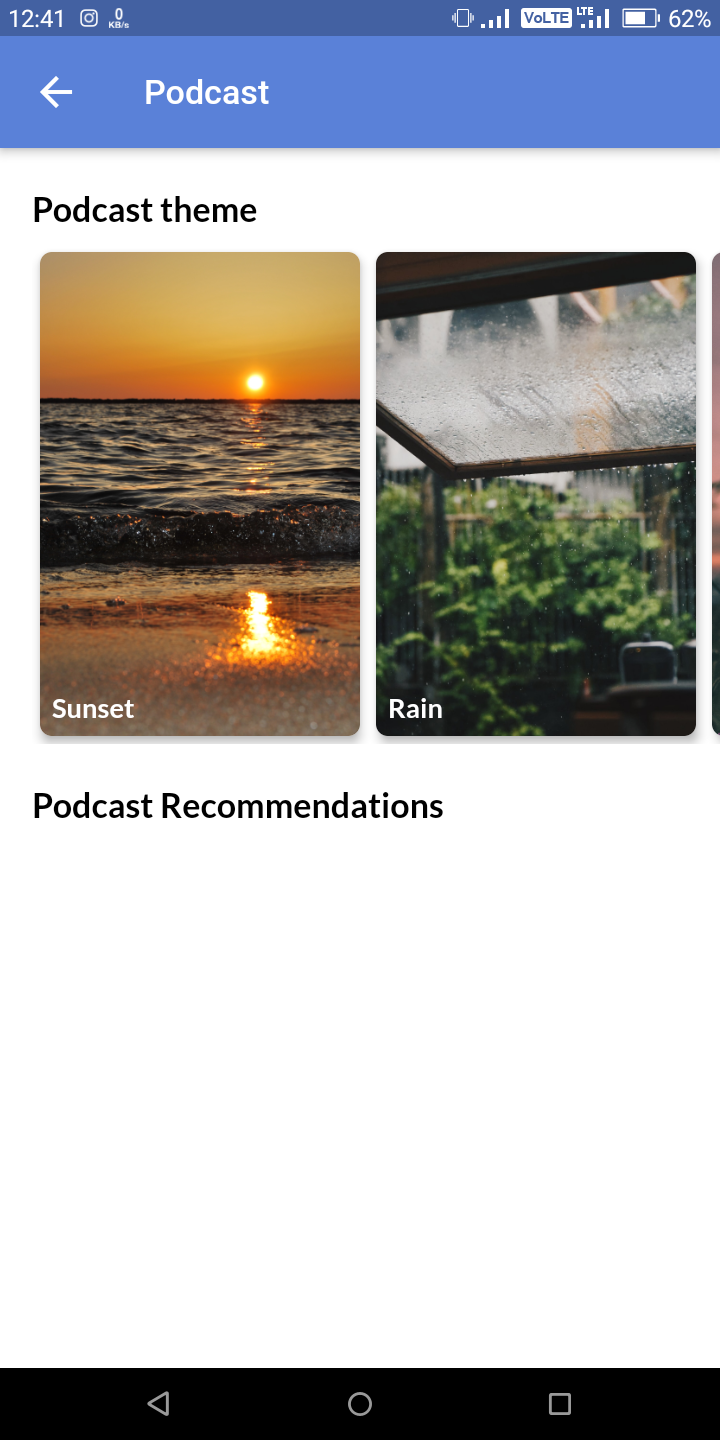 12:41 0 KB/s VoLTE LTE 62%
Podcast
Podcast theme
Sunset
Rain
Podcast Recommendations